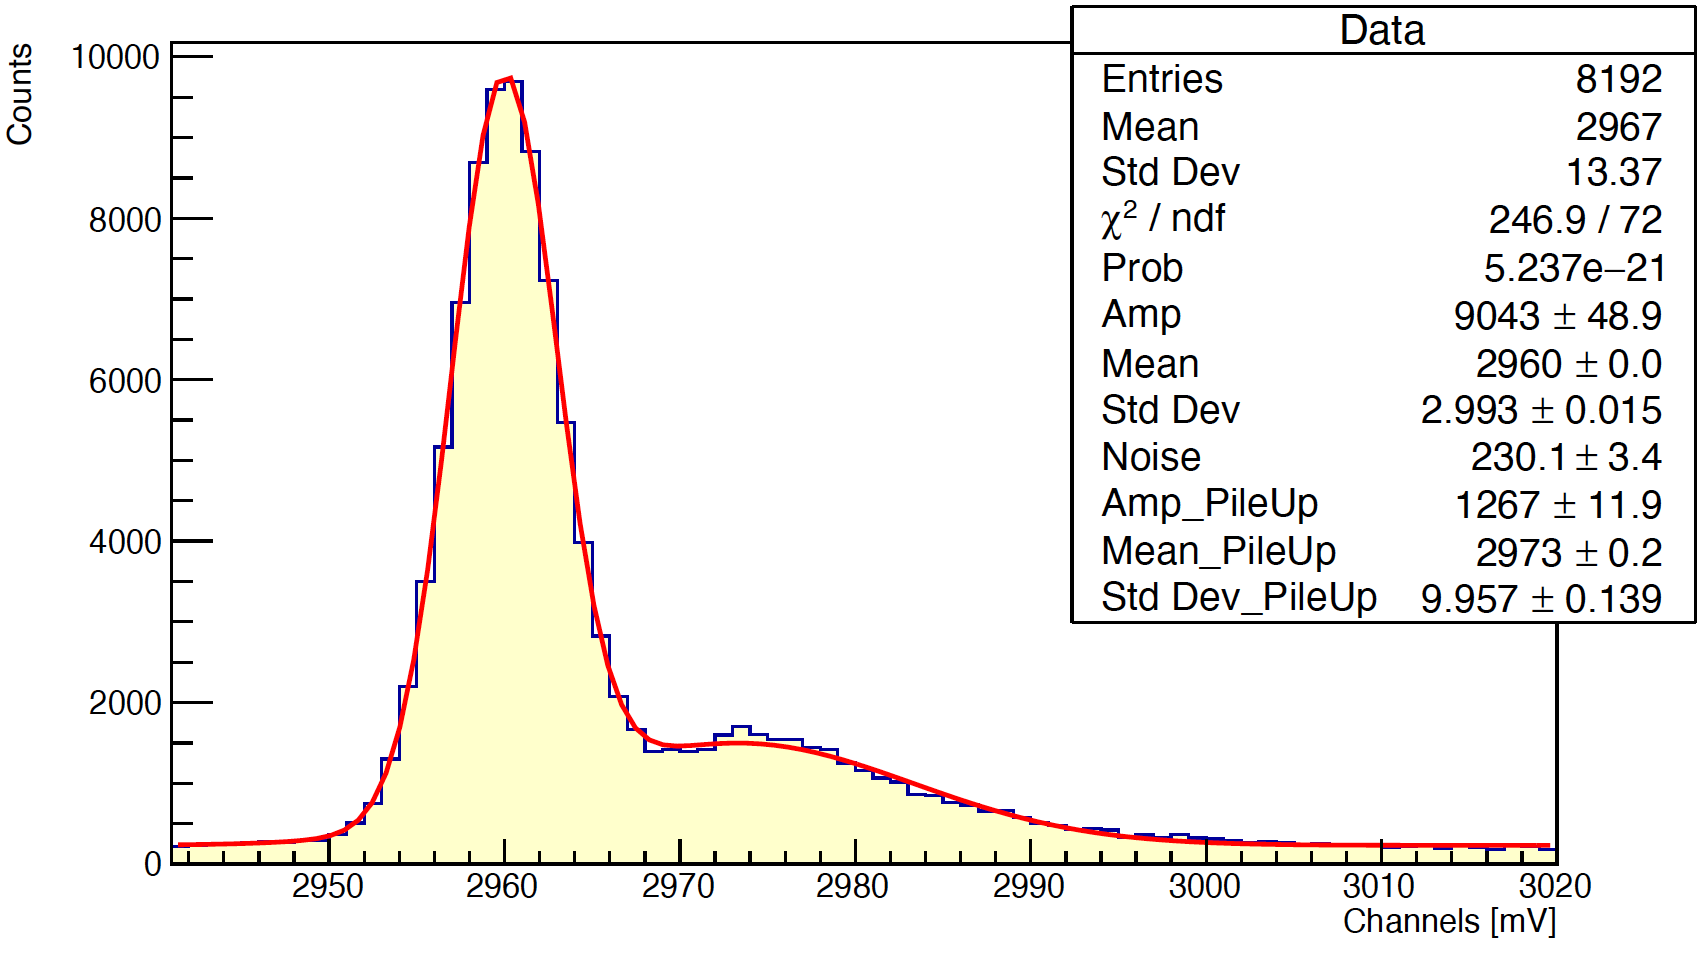 Counts
10000
8000
6000
4000
2000
0
2950 2960 2970 2980 2990 3000 3010 3020
Channels [mV]
Data
Entries 8192
Mean 2967
Std Dev 13.37
χ² / ndf 246.9 / 72
Prob 5.237e−21
Amp 9043 ± 48.9
Mean 2960 ± 0.0
Std Dev 2.993 ± 0.015
Noise 230.1 ± 3.4
Amp_PileUp 1267 ± 11.9
Mean_PileUp 2973 ± 0.2
Std Dev_PileUp 9.957 ± 0.139